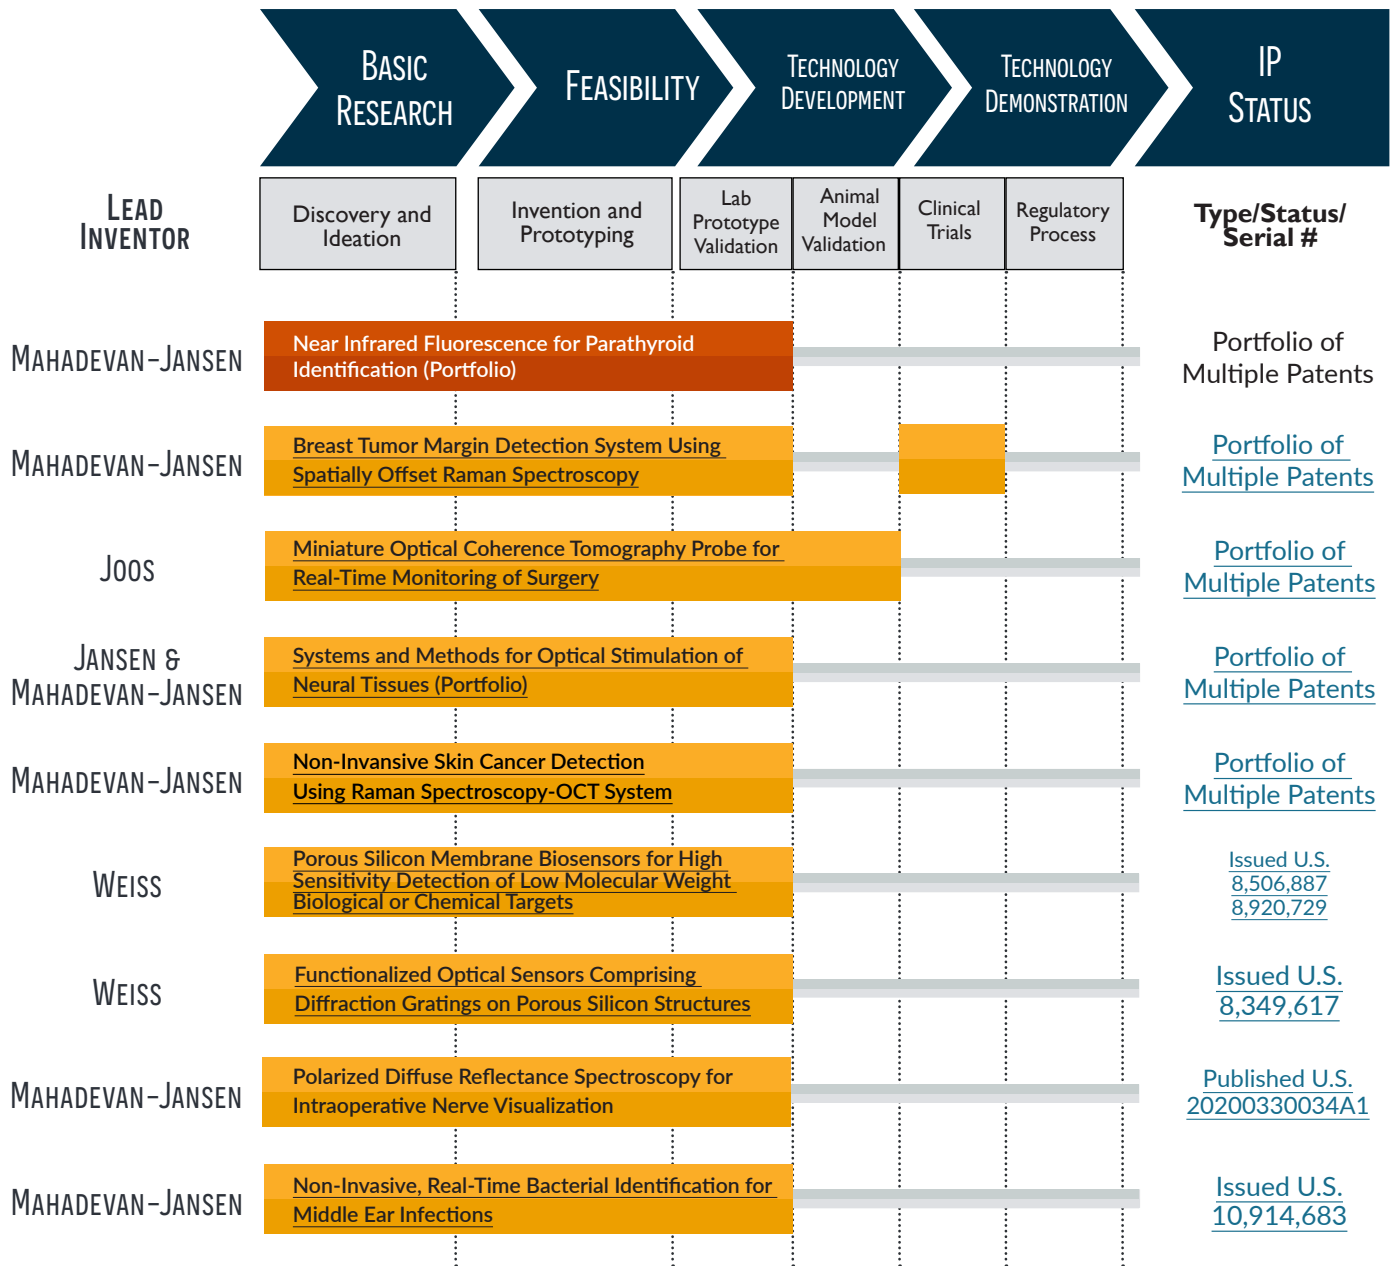 BASIC
RESEARCH
FEASIBILITY
TECHNOLOGY
DEVELOPMENT
TECHNOLOGY
DEMONSTRATION
IP
STATUS
LEAD
INVENTOR
Discovery and
Ideation
Invention and
Prototyping
Lab
Prototype
Validation
Animal
Model
Validation
Clinical
Trials
Regulatory
Process
Type/Status/
Serial #
MAHADEVAN-JANSEN
Near Infrared Fluorescence for Parathyroid
Identification (Portfolio)
Portfolio of
Multiple Patents
MAHADEVAN-JANSEN
Breast Tumor Margin Detection System Using
Spatially Offset Raman Spectroscopy
Portfolio of
Multiple Patents
JOOS
Miniature Optical Coherence Tomography Probe for
Real-Time Monitoring of Surgery
Portfolio of
Multiple Patents
JANSEN &
MAHADEVAN-JANSEN
Systems and Methods for Optical Stimulation of
Neural Tissues (Portfolio)
Portfolio of
Multiple Patents
MAHADEVAN-JANSEN
Non-Invansive Skin Cancer Detection
Using Raman Spectroscopy-OCT System
Portfolio of
Multiple Patents
WEISS
Porous Silicon Membrane Biosensors for High
Sensitivity Detection of Low Molecular Weight
Biological or Chemical Targets
Issued U.S.
8,506,887
8,920,729
WEISS
Functionalized Optical Sensors Comprising
Diffraction Gratings on Porous Silicon Structures
Issued U.S.
8,349,617
MAHADEVAN-JANSEN
Polarized Diffuse Reflectance Spectroscopy for
Intraoperative Nerve Visualization
Published U.S.
20200330034A1
MAHADEVAN-JANSEN
Non-Invasive, Real-Time Bacterial Identification for
Middle Ear Infections
Issued U.S.
10,914,683